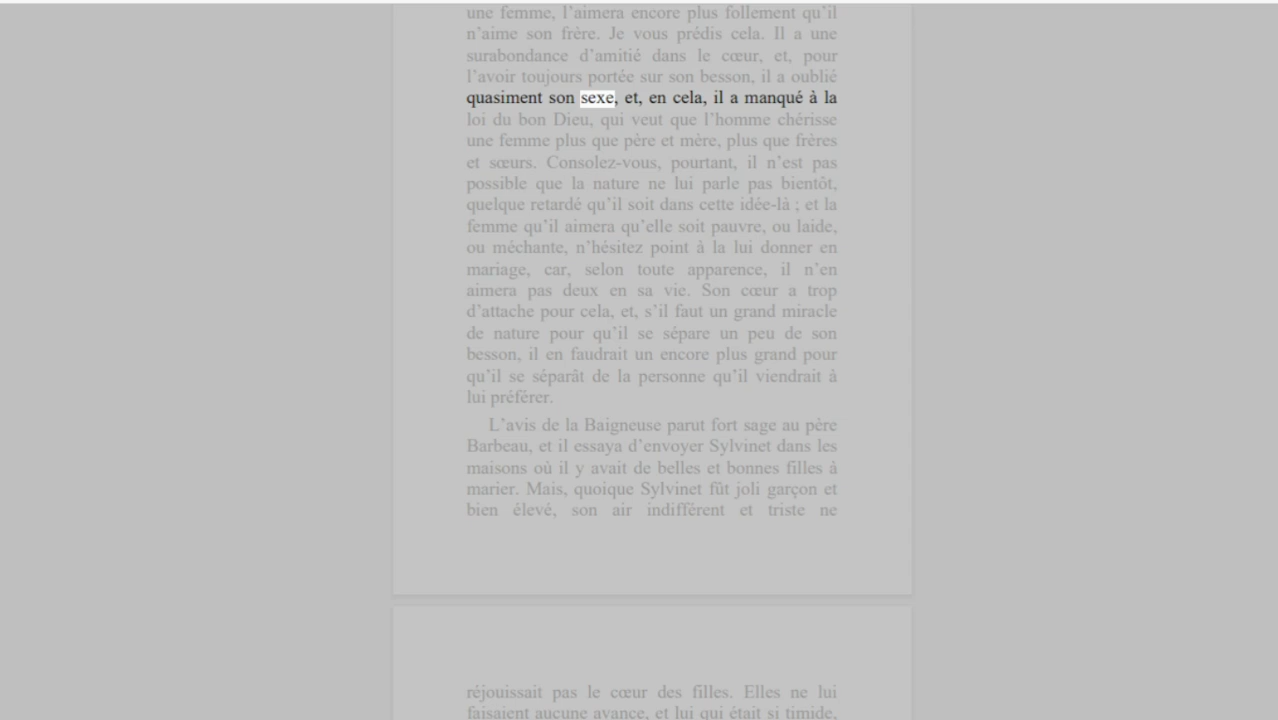 une femme, l’aimera encore plus follement qu’il
n’aime son frère. Je vous prédis cela. Il a une
surabondance d’amitié dans le cœur, et, pour
l’avoir toujours portée sur son besson, il a oublié
quasiment son sexe, et, en cela, il a manqué à la
loi du bon Dieu, qui veut que l’homme chérisse
une femme plus que père et mère, plus que frères
et sœurs. Consolez-vous, pourtant, il n’est pas
possible que la nature ne lui parle pas bientôt,
quelque retardé qu’il soit dans cette idée-là ; et la
femme qu’il aimera qu’elle soit pauvre, ou laide,
ou méchante, n’hésitez point à la lui donner en
mariage, car, selon toute apparence, il n’en
aimera pas deux en sa vie. Son cœur a trop
d’attache pour cela, et, s’il faut un grand miracle
de nature pour qu’il se sépare un peu de son
besson, il en faudrait un encore plus grand pour
qu’il se séparât de la personne qu’il viendrait à
lui préférer.
L’avis de la Baigneuse parut fort sage au père
Barbeau, et il essaya d’envoyer Sylvinet dans les
maisons où il y avait de belles et bonnes filles à
marier. Mais, quoique Sylvinet fût joli garçon et
bien élevé, son air indifférent et triste ne
réjouissait pas le cœur des filles. Elles ne lui
faisaient aucune avance, et lui qui était si timide,